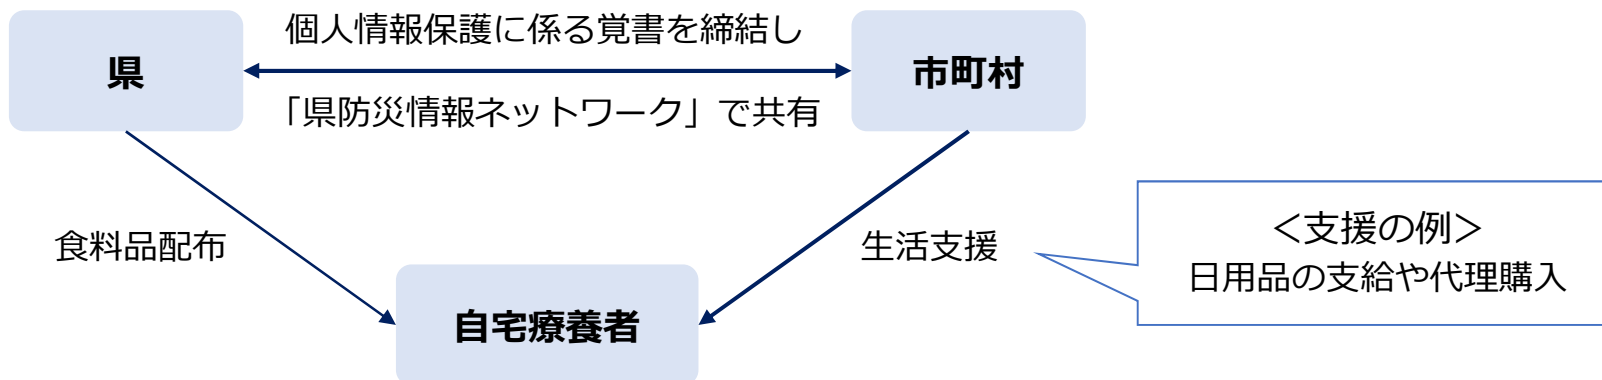 個人情報保護に係る覚書を締結し
県
市町村
「県防災情報ネットワーク」で共有
食料品配布
生活支援
＜支援の例＞
日用品の支給や代理購入
自宅療養者